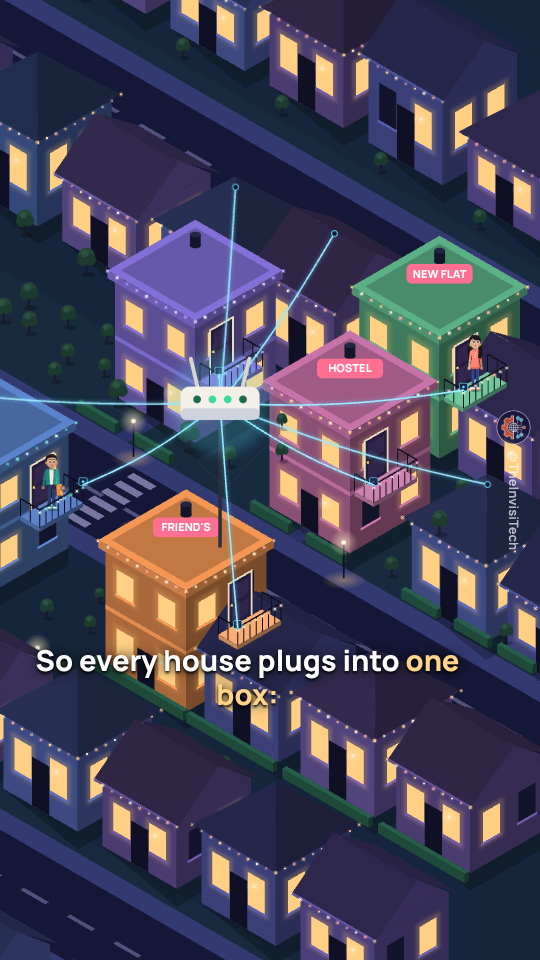 NEW FLAT
HOSTEL
FRIEND'S
@TheInvisiTech
So every house plugs into one
box: